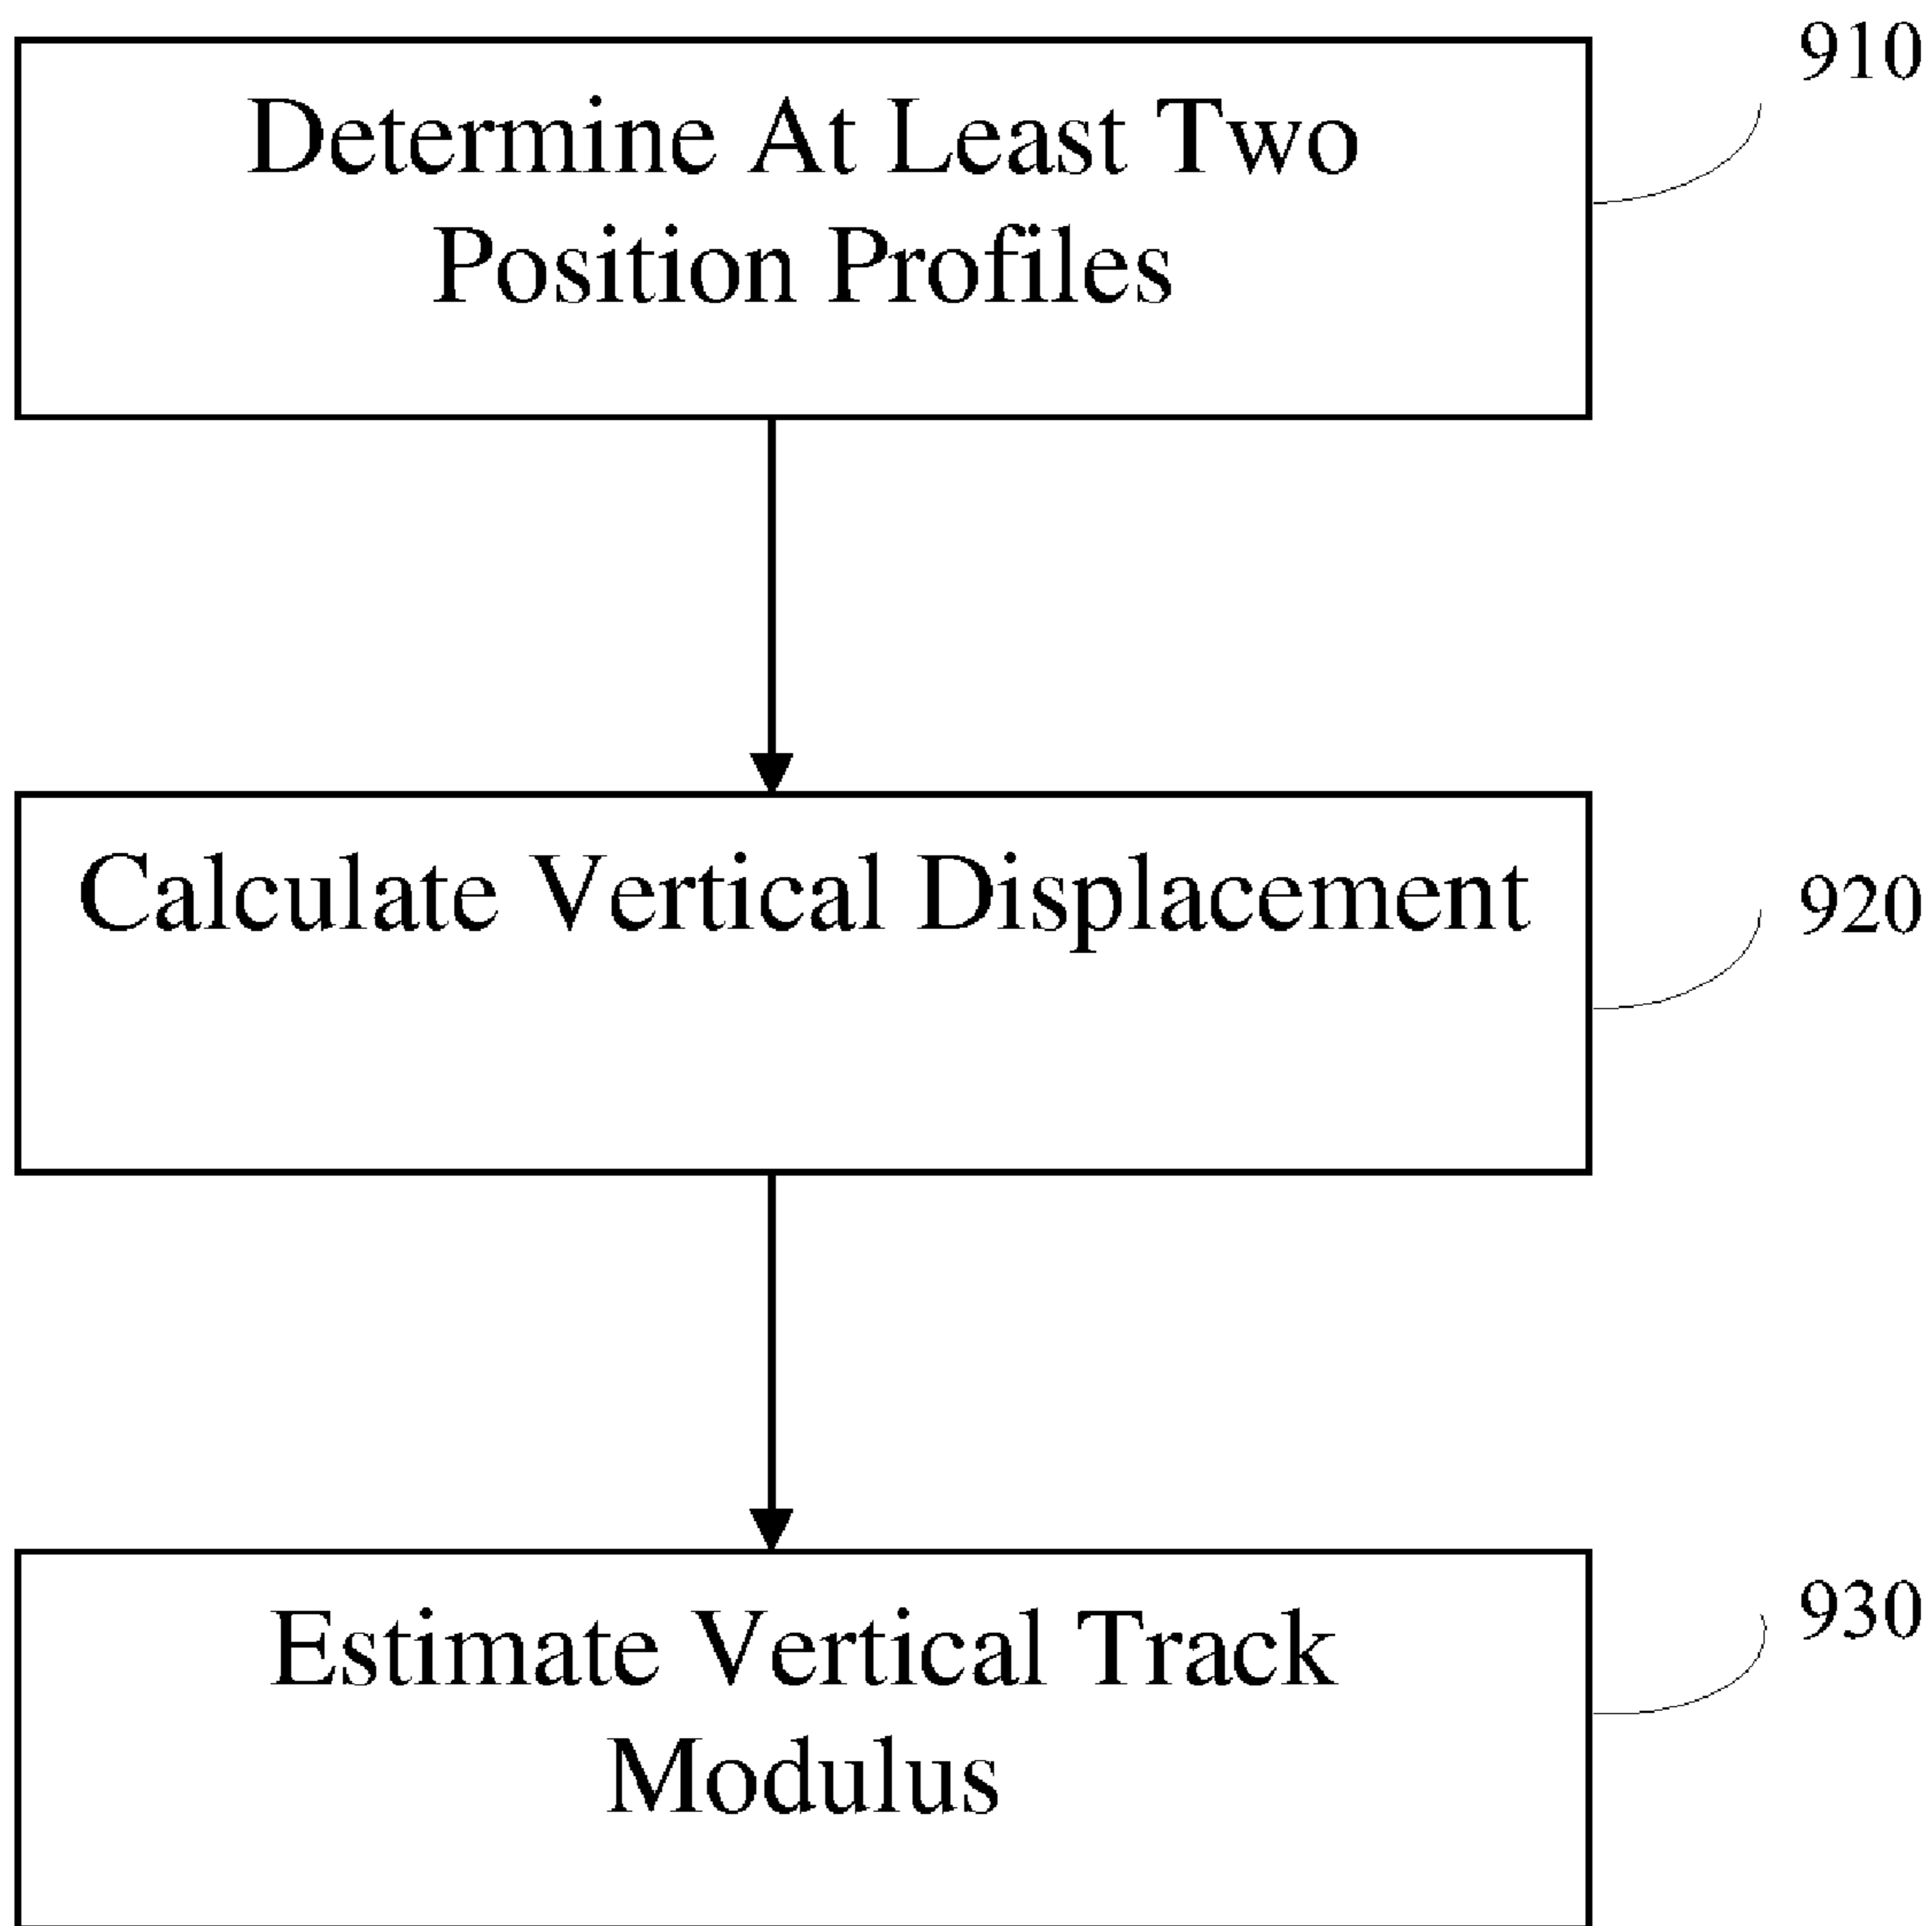 910
Determine At Least Two
Position Profiles
Calculate Vertical Displacement
920
Estimate Vertical Track
930
Modulus